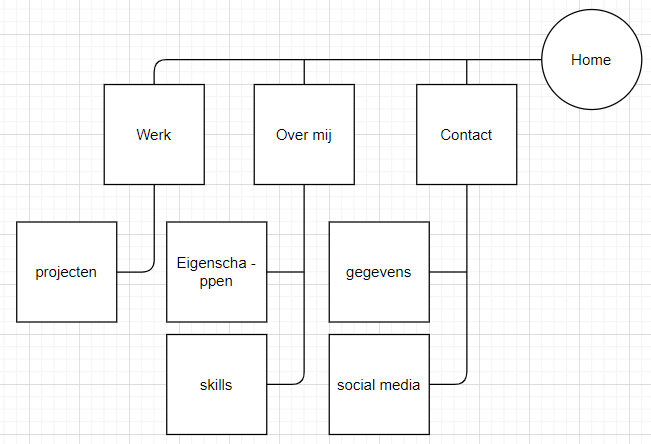 Home
Werk
Over mij
Contact
projecten
Eigenscha -
ppen
gegevens
skills
social media